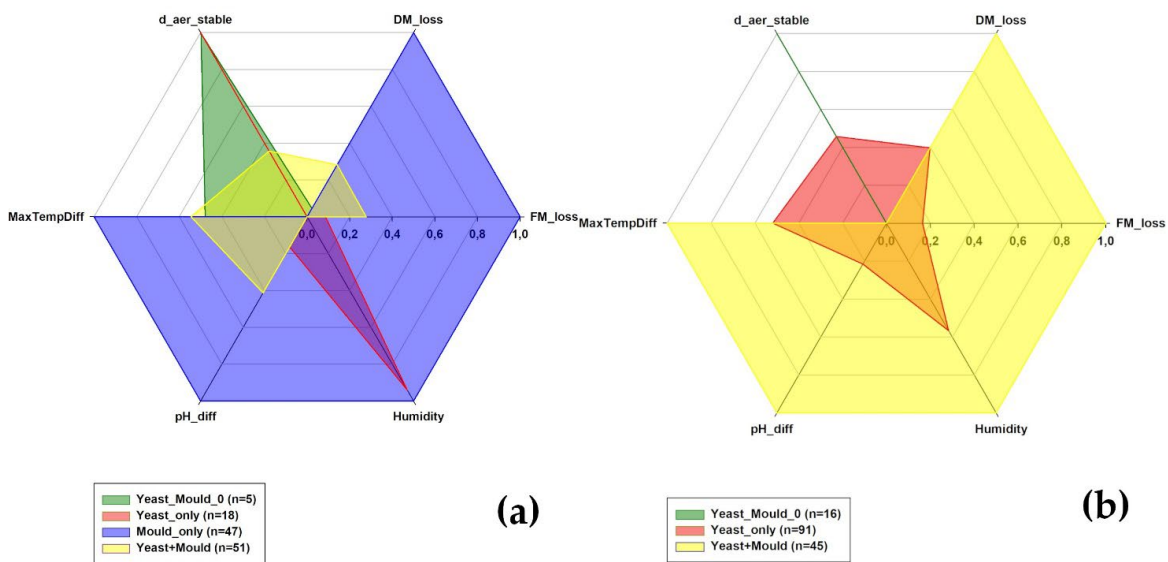 d_aer_stable
DM_loss
MaxTempDiff
0,0
0,2
0,4
0,6
0,8
1,0
FM_loss
pH_diff
Humidity
Yeast_Mould_0 (n=5)
Yeast_only (n=18)
Mould_only (n=47)
Yeast+Mould (n=51)
(a)
d_aer_stable
DM_loss
MaxTempDiff
0,0
0,2
0,4
0,6
0,8
1,0
FM_loss
pH_diff
Humidity
Yeast_Mould_0 (n=16)
Yeast_only (n=91)
Yeast+Mould (n=45)
(b)